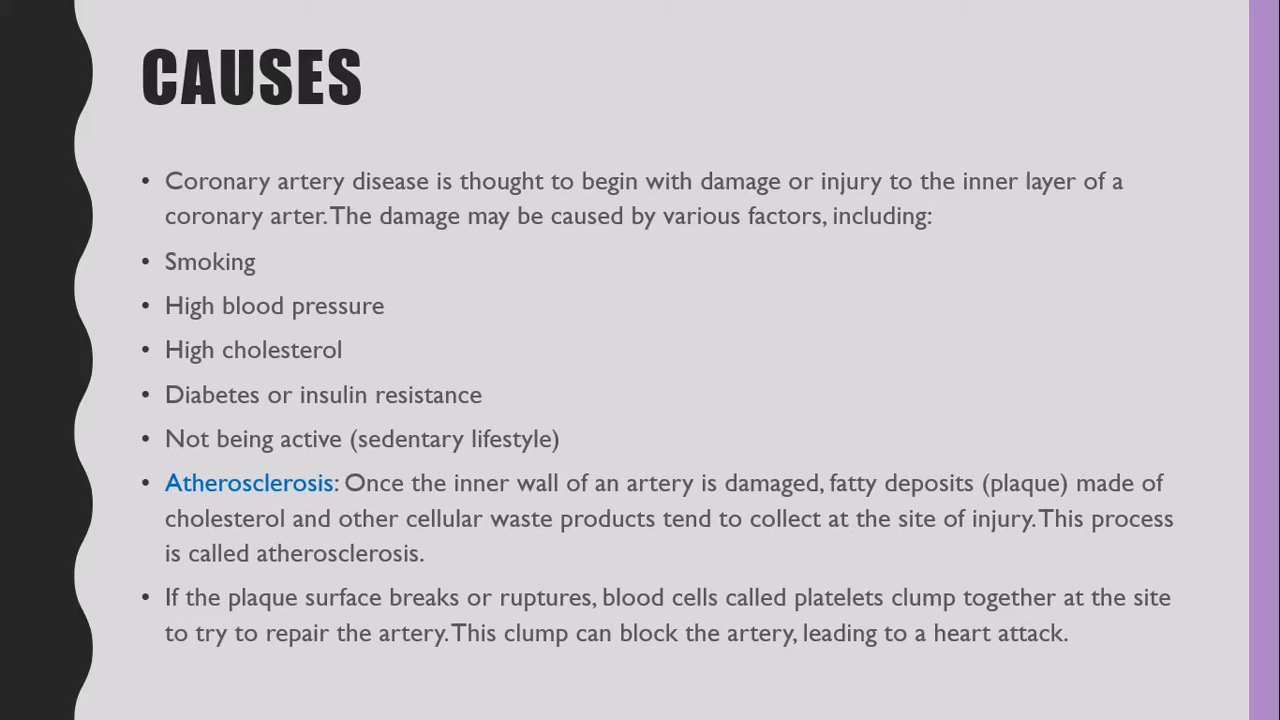 CAUSES
• Coronary artery disease is thought to begin with damage or injury to the inner layer of a
coronary arter. The damage may be caused by various factors, including:
• Smoking
• High blood pressure
• High cholesterol
• Diabetes or insulin resistance
• Not being active (sedentary lifestyle)
• Atherosclerosis: Once the inner wall of an artery is damaged, fatty deposits (plaque) made of
cholesterol and other cellular waste products tend to collect at the site of injury. This process
is called atherosclerosis.
• If the plaque surface breaks or ruptures, blood cells called platelets clump together at the site
to try to repair the artery. This clump can block the artery, leading to a heart attack.